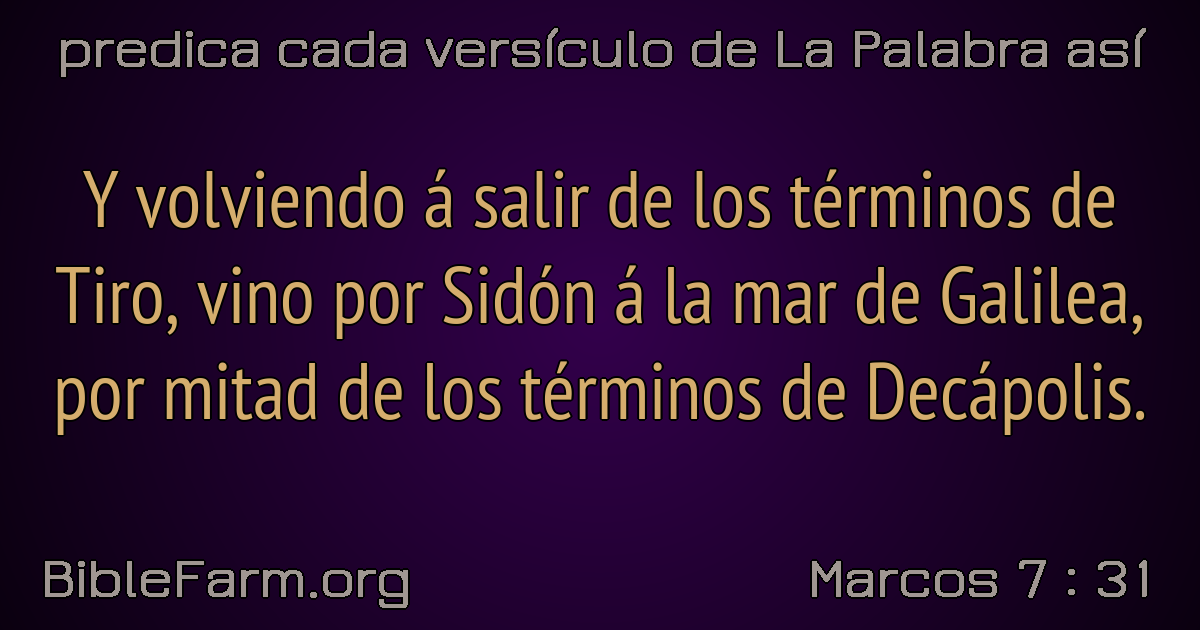 predica cada versículo de La Palabra así
Y volviendo á salir de los términos de
Tiro, vino por Sidón á la mar de Galilea,
por mitad de los términos de Decápolis.
BibleFarm.org
Marcos 7 : 31